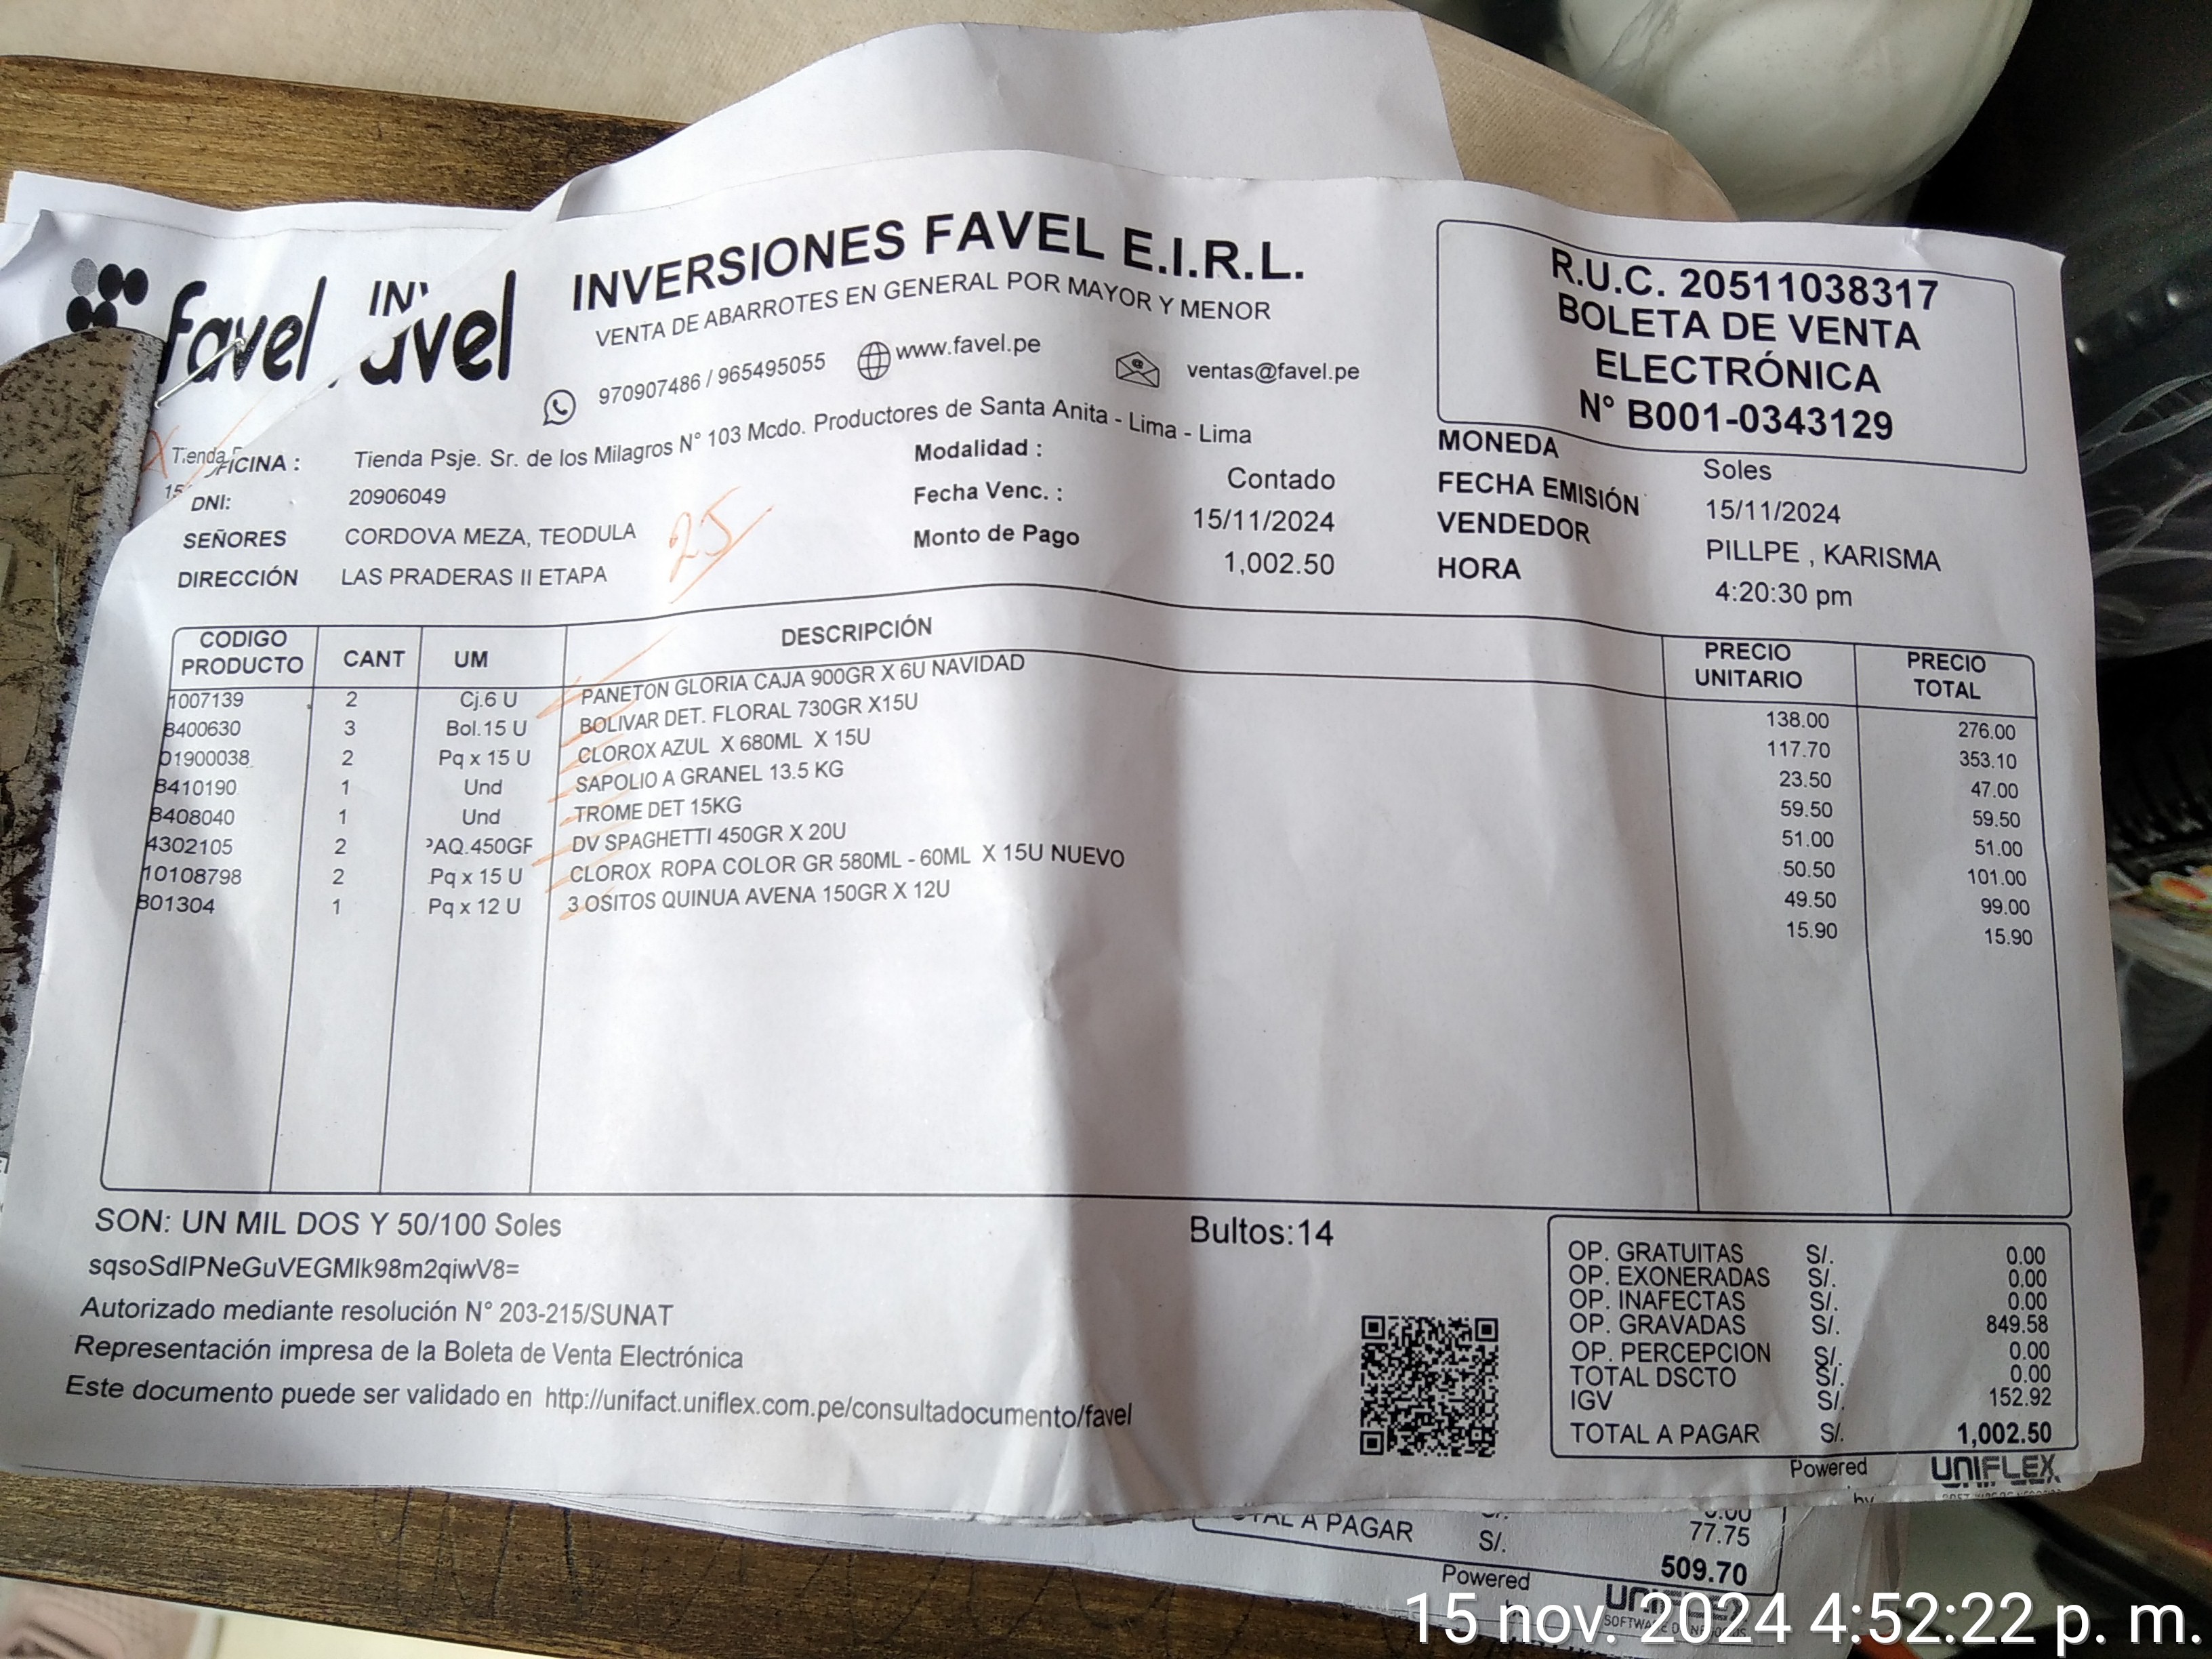 favel
INV
avel
INVERSIONES FAVEL E.I.R.L.
VENTA DE ABARROTES EN GENERAL POR MAYOR Y MENOR
970907486 / 965495055 www.favel.pe ventas@favel.pe
R.U.C. 20511038317
BOLETA DE VENTA
ELECTRÓNICA
N° B001-0343129
Tienda
15
OFICINA : Tienda Psje. Sr. de los Milagros N° 103 Mcdo. Productores de Santa Anita - Lima - Lima
DNI: 20906049
SEÑORES CORDOVA MEZA, TEODULA
DIRECCIÓN LAS PRADERAS II ETAPA
25
Modalidad : Contado
Fecha Venc. : 15/11/2024
Monto de Pago 1,002.50
MONEDA Soles
FECHA EMISIÓN 15/11/2024
VENDEDOR PILLPE , KARISMA
HORA 4:20:30 pm
CODIGO PRODUCTO CANT UM DESCRIPCIÓN PRECIO UNITARIO PRECIO TOTAL
1007139 2 Cj.6 U PANETON GLORIA CAJA 900GR X 6U NAVIDAD 138.00 276.00
8400630 3 Bol.15 U BOLIVAR DET. FLORAL 730GR X15U 117.70 353.10
01900038 2 Pq x 15 U CLOROX AZUL X 680ML X 15U 23.50 47.00
8410190 1 Und SAPOLIO A GRANEL 13.5 KG 59.50 59.50
8408040 1 Und TROME DET 15KG 51.00 51.00
4302105 2 PAQ.450GF DV SPAGHETTI 450GR X 20U 50.50 101.00
10108798 2 Pq x 15 U CLOROX ROPA COLOR GR 580ML - 60ML X 15U NUEVO 49.50 99.00
801304 1 Pq x 12 U 3 OSITOS QUINUA AVENA 150GR X 12U 15.90 15.90
SON: UN MIL DOS Y 50/100 Soles
Bultos:14
sqsoSdIPNeGuVEGMIk98m2qiwV8=
Autorizado mediante resolución N° 203-215/SUNAT
Representación impresa de la Boleta de Venta Electrónica
Este documento puede ser validado en http://unifact.uniflex.com.pe/consultadocumento/favel
OP. GRATUITAS S/. 0.00
OP. EXONERADAS S/. 0.00
OP. INAFECTAS S/. 0.00
OP. GRAVADAS S/. 849.58
OP. PERCEPCION S/. 0.00
TOTAL DSCTO S/. 0.00
IGV S/. 152.92
TOTAL A PAGAR S/. 1,002.50
Powered by UNIFLEX
0.00
77.75
TOTAL A PAGAR S/. 509.70
Powered
15 nov. 2024 4:52:22 p. m.